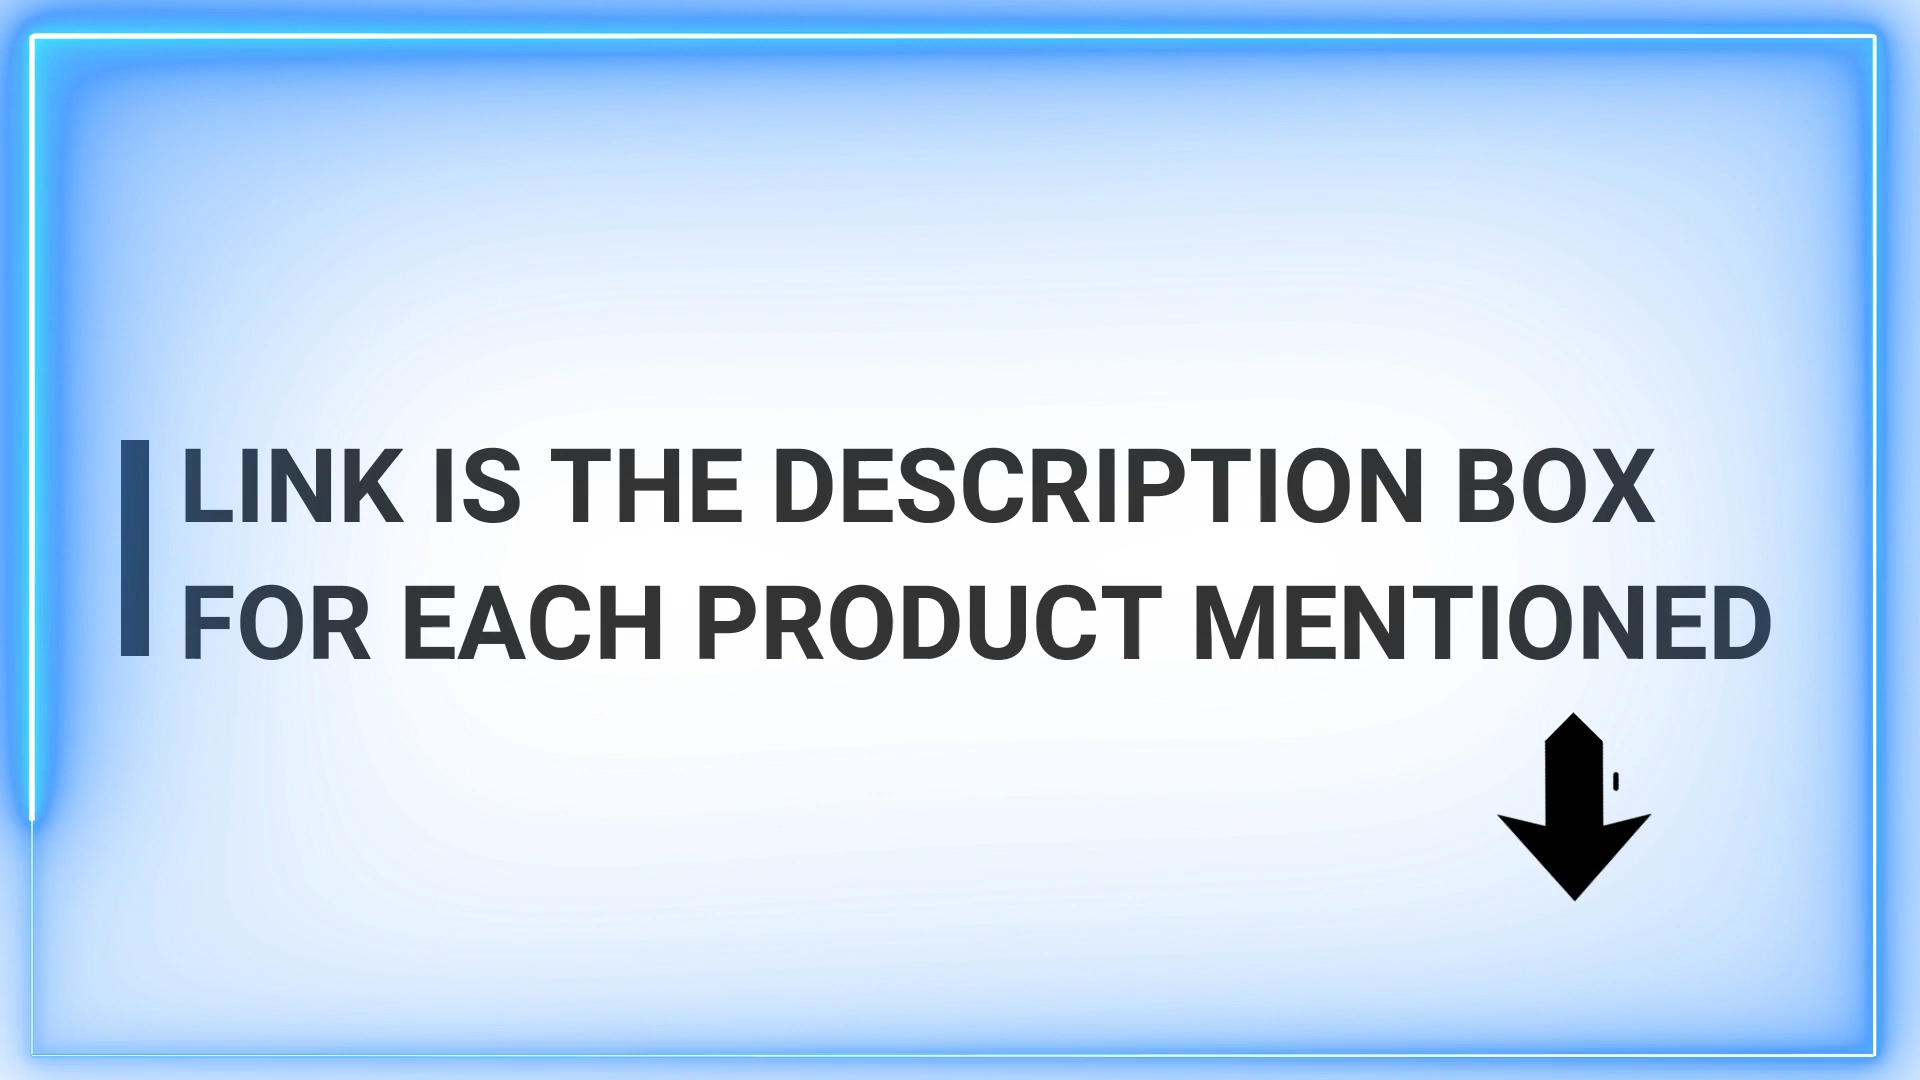 LINK IS THE DESCRIPTION BOX
FOR EACH PRODUCT MENTIONED